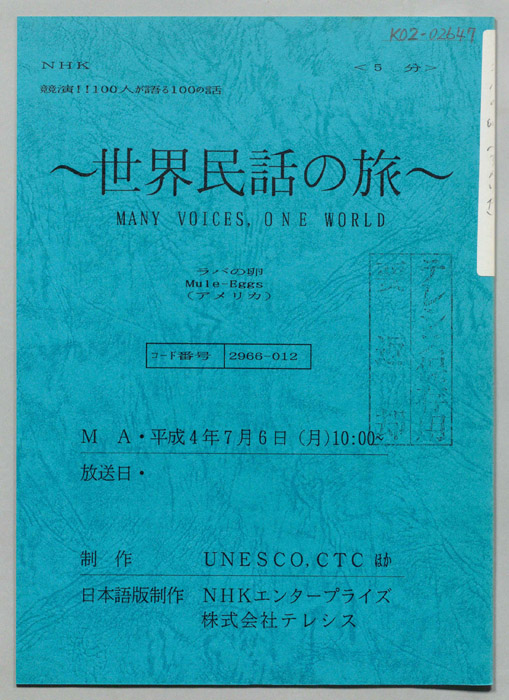 K02-02647
NHK <5 分>
競演!!100人が語る100の話
~世界民話の旅~
MANY VOICES, ONE WORLD
ラバの卵
Mule-Eggs
(アメリカ)
コード番号 2966-012
M A・平成4年7月6日(月)10:00~
放送日・
制 作 UNESCO,CTC ほか
日本語版制作 NHKエンタープライズ
株式会社テレシス